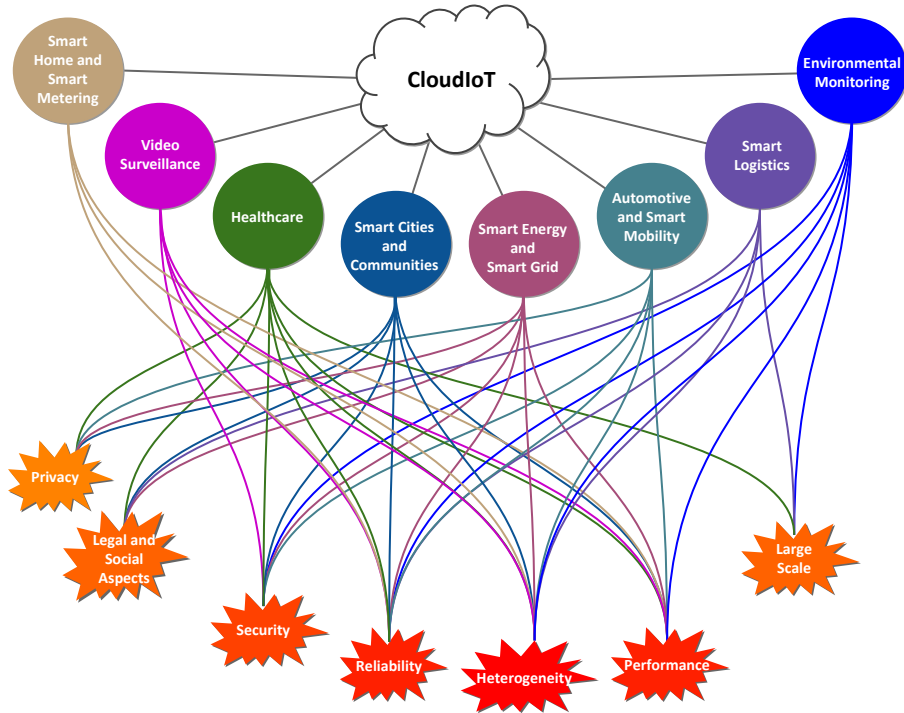 CloudIoT
Smart
Home and
Smart
Metering
Environmental
Monitoring
Video
Surveillance
Smart
Logistics
Healthcare
Smart Cities
and
Communities
Smart Energy
and
Smart Grid
Automotive
and Smart
Mobility
Privacy
Legal and
Social
Aspects
Security
Reliability
Heterogeneity
Performance
Large
Scale